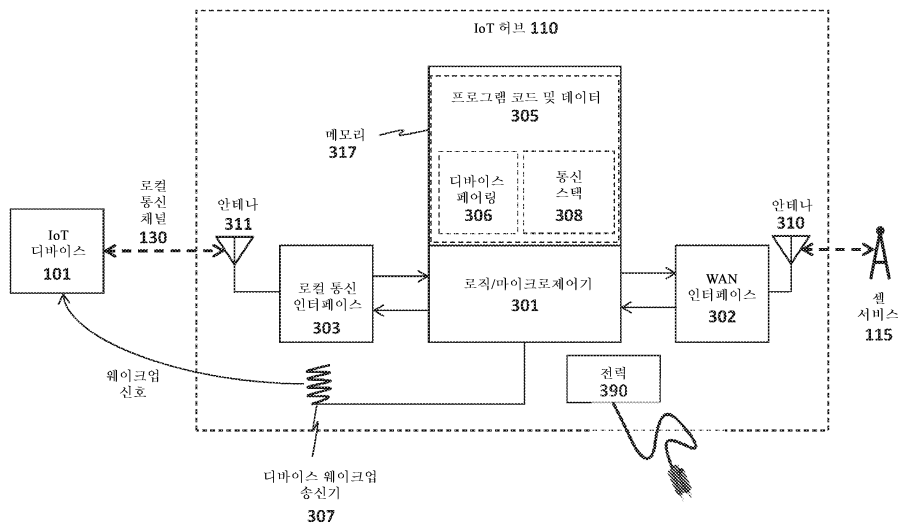 IoT 허브 110
프로그램 코드 및 데이터
305
메모리
317
디바이스
페어링
306
통신
스택
308
로컬
통신
채널
130
안테나
311
안테나
310
IoT
디바이스
101
로컬 통신
인터페이스
303
로직/마이크로제어기
301
WAN
인터페이스
302
셀
서비스
115
웨이크업
신호
전력
390
디바이스 웨이크업
송신기
307